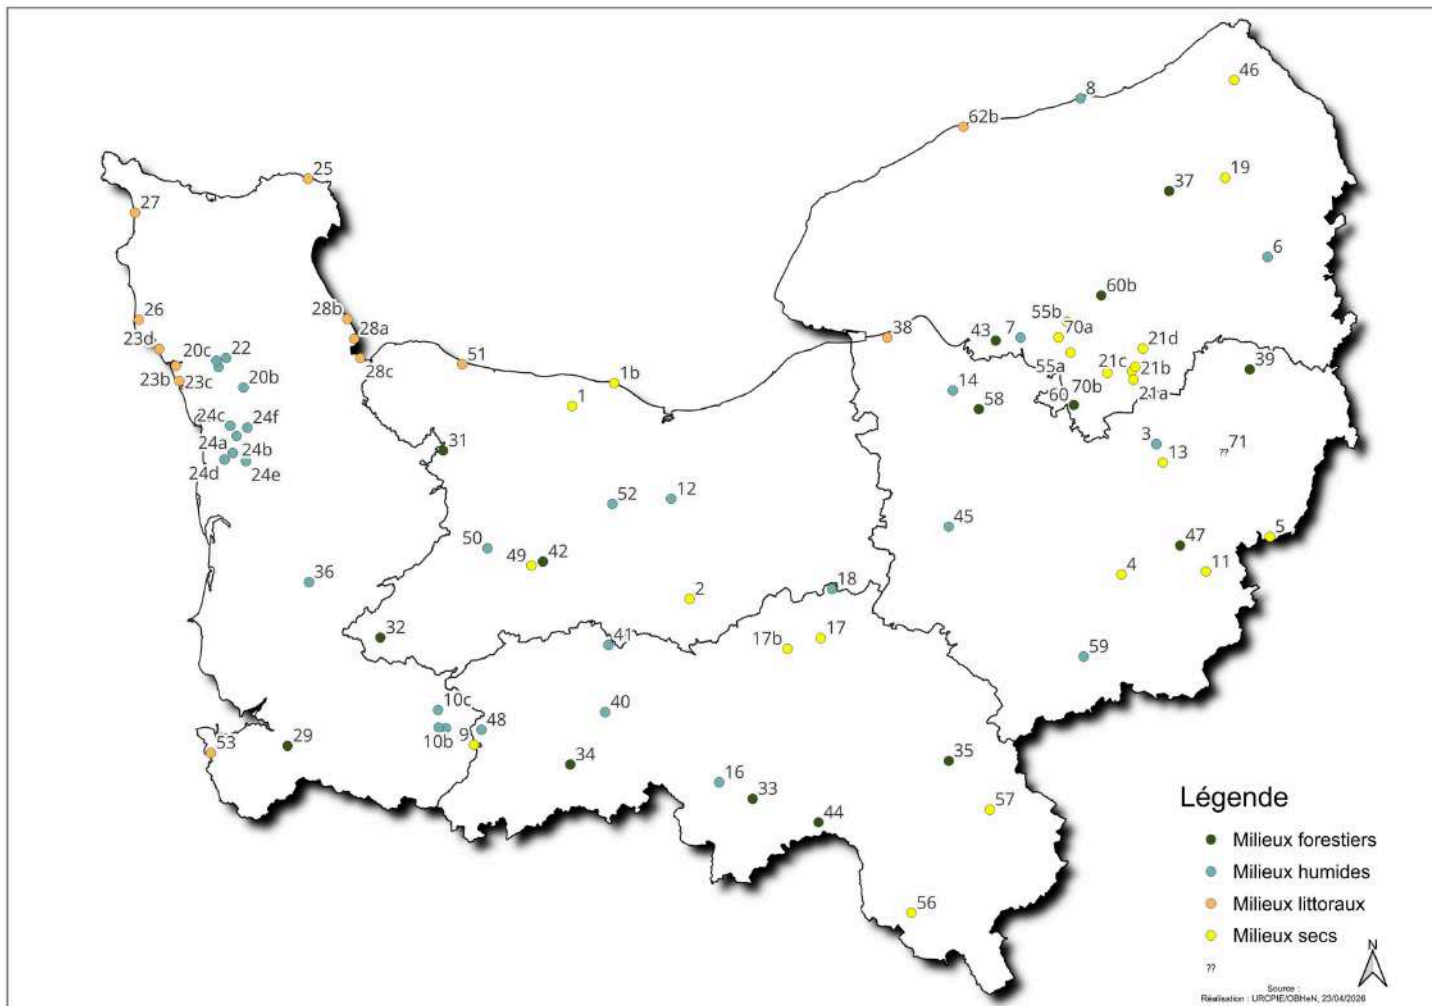 46
8
62b
25
19
37
27
6
60b
28b
26
55b
38
28a
43
7
70a
21d
23d
22
20c
51
28c
55a
21c
21b
39
23b
23c
20b
1b
14
1
58
60
70b
21a
24c
24f
31
3
71
24a
24b
13
??
24d
24e
52
12
45
50
5
49
42
47
4
11
36
18
2
32
41
17
17b
59
10c
40
48
53
29
10b
9
34
35
16
33
57
44
56
Légende
Milieux forestiers
Milieux humides
Milieux littoraux
Milieux secs
??
N
Source :
Réalisation : URCPIE/OBHeN, 23/04/2026